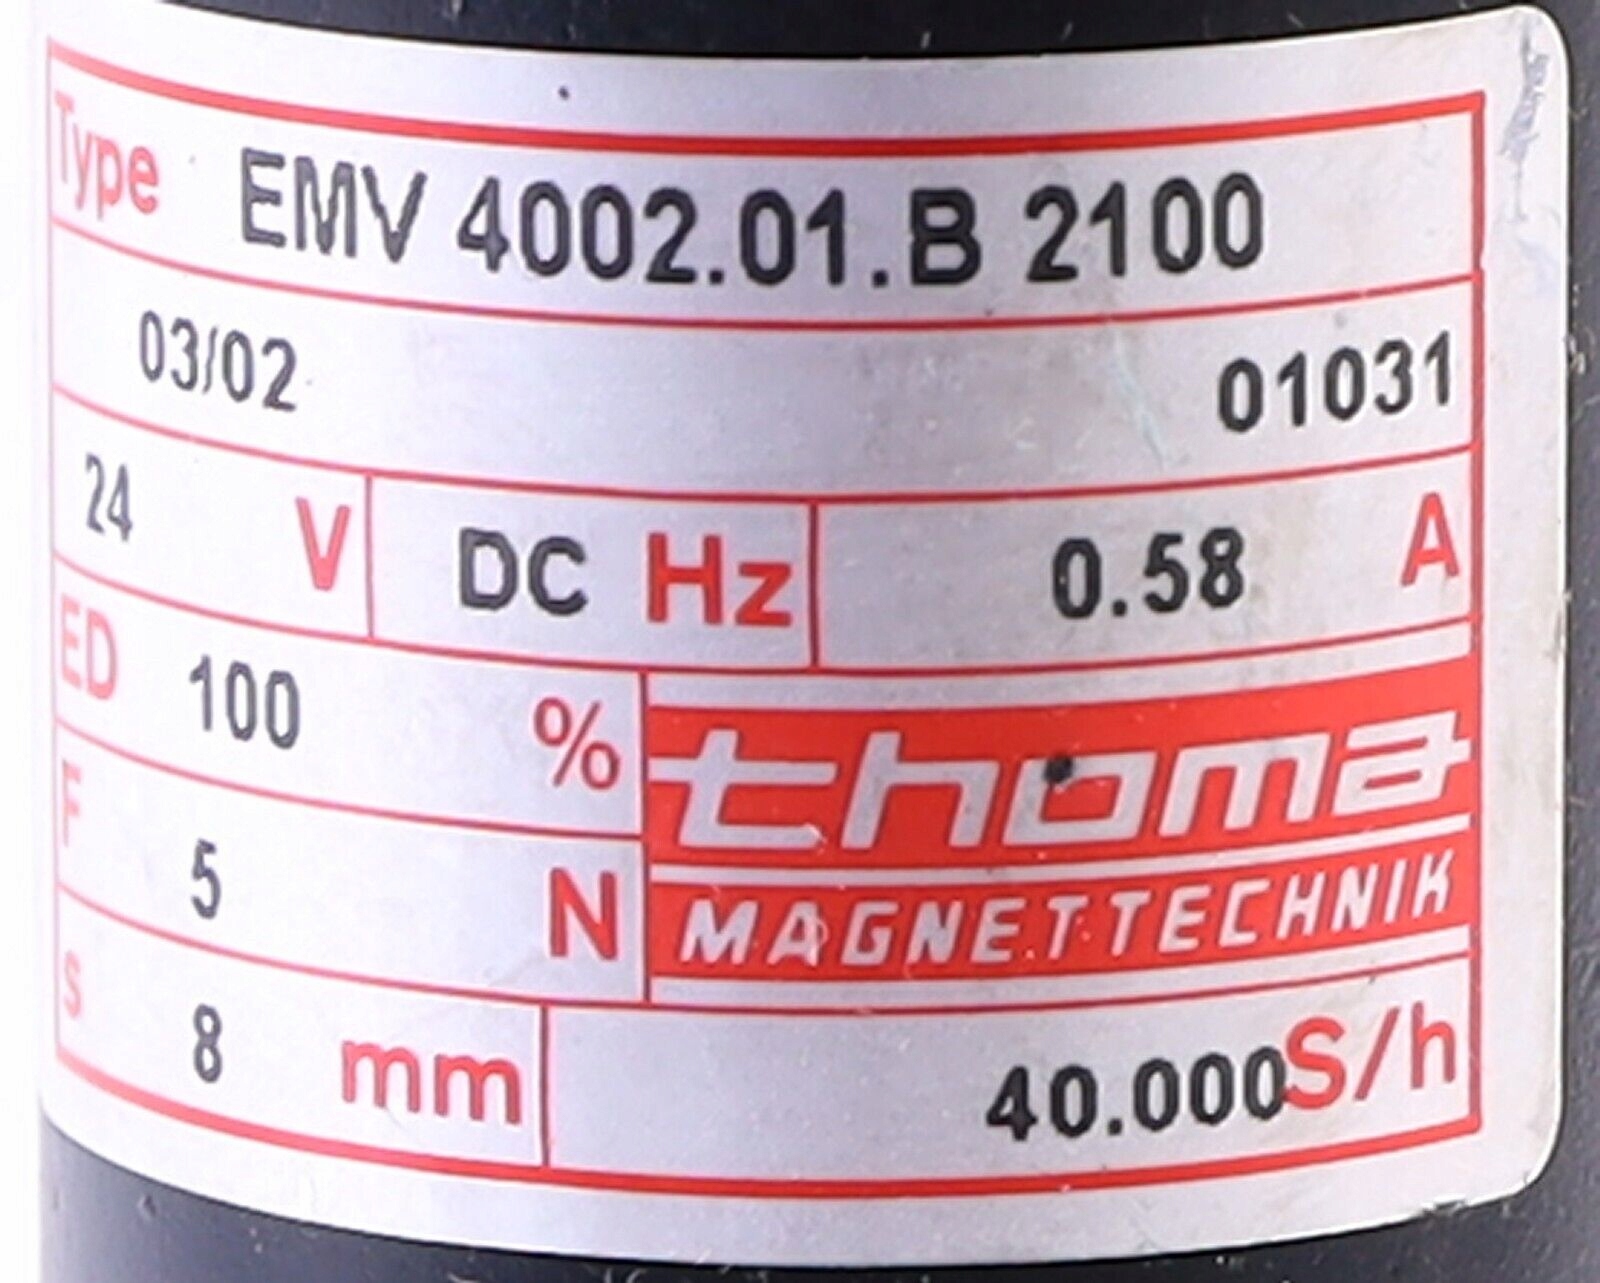 Type EMV 4002.01.B 2100
03/02 01031
24 V DC Hz 0.58 A
ED 100 %
thoma
F 5 N
MAGNETTECHNIK
s 8 mm 40.000 S/h